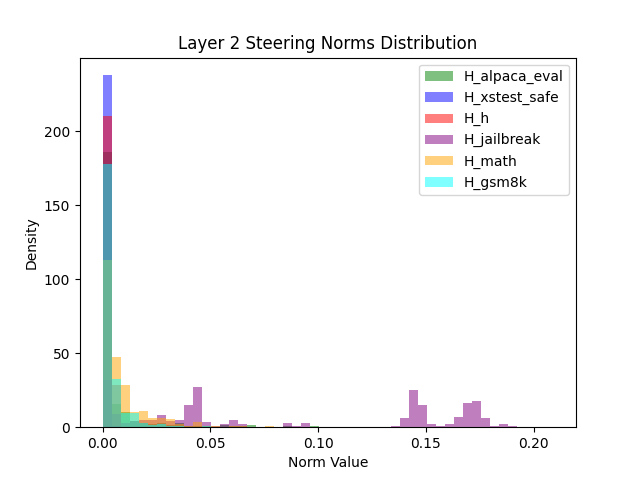 Layer 2 Steering Norms Distribution
H_alpaca_eval
H_xstest_safe
H_h
H_jailbreak
H_math
H_gsm8k
Density
200
150
100
50
0
0.00 0.05 0.10 0.15 0.20
Norm Value